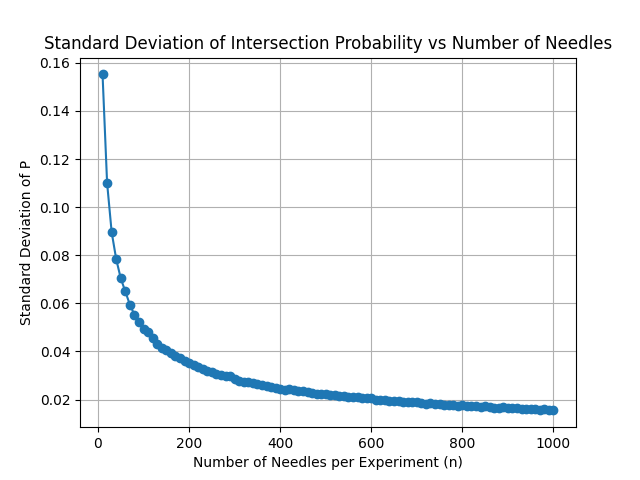 Standard Deviation of Intersection Probability vs Number of Needles
0.16
0.14
0.12
0.10
0.08
0.06
0.04
0.02
Standard Deviation of P
0 200 400 600 800 1000
Number of Needles per Experiment (n)